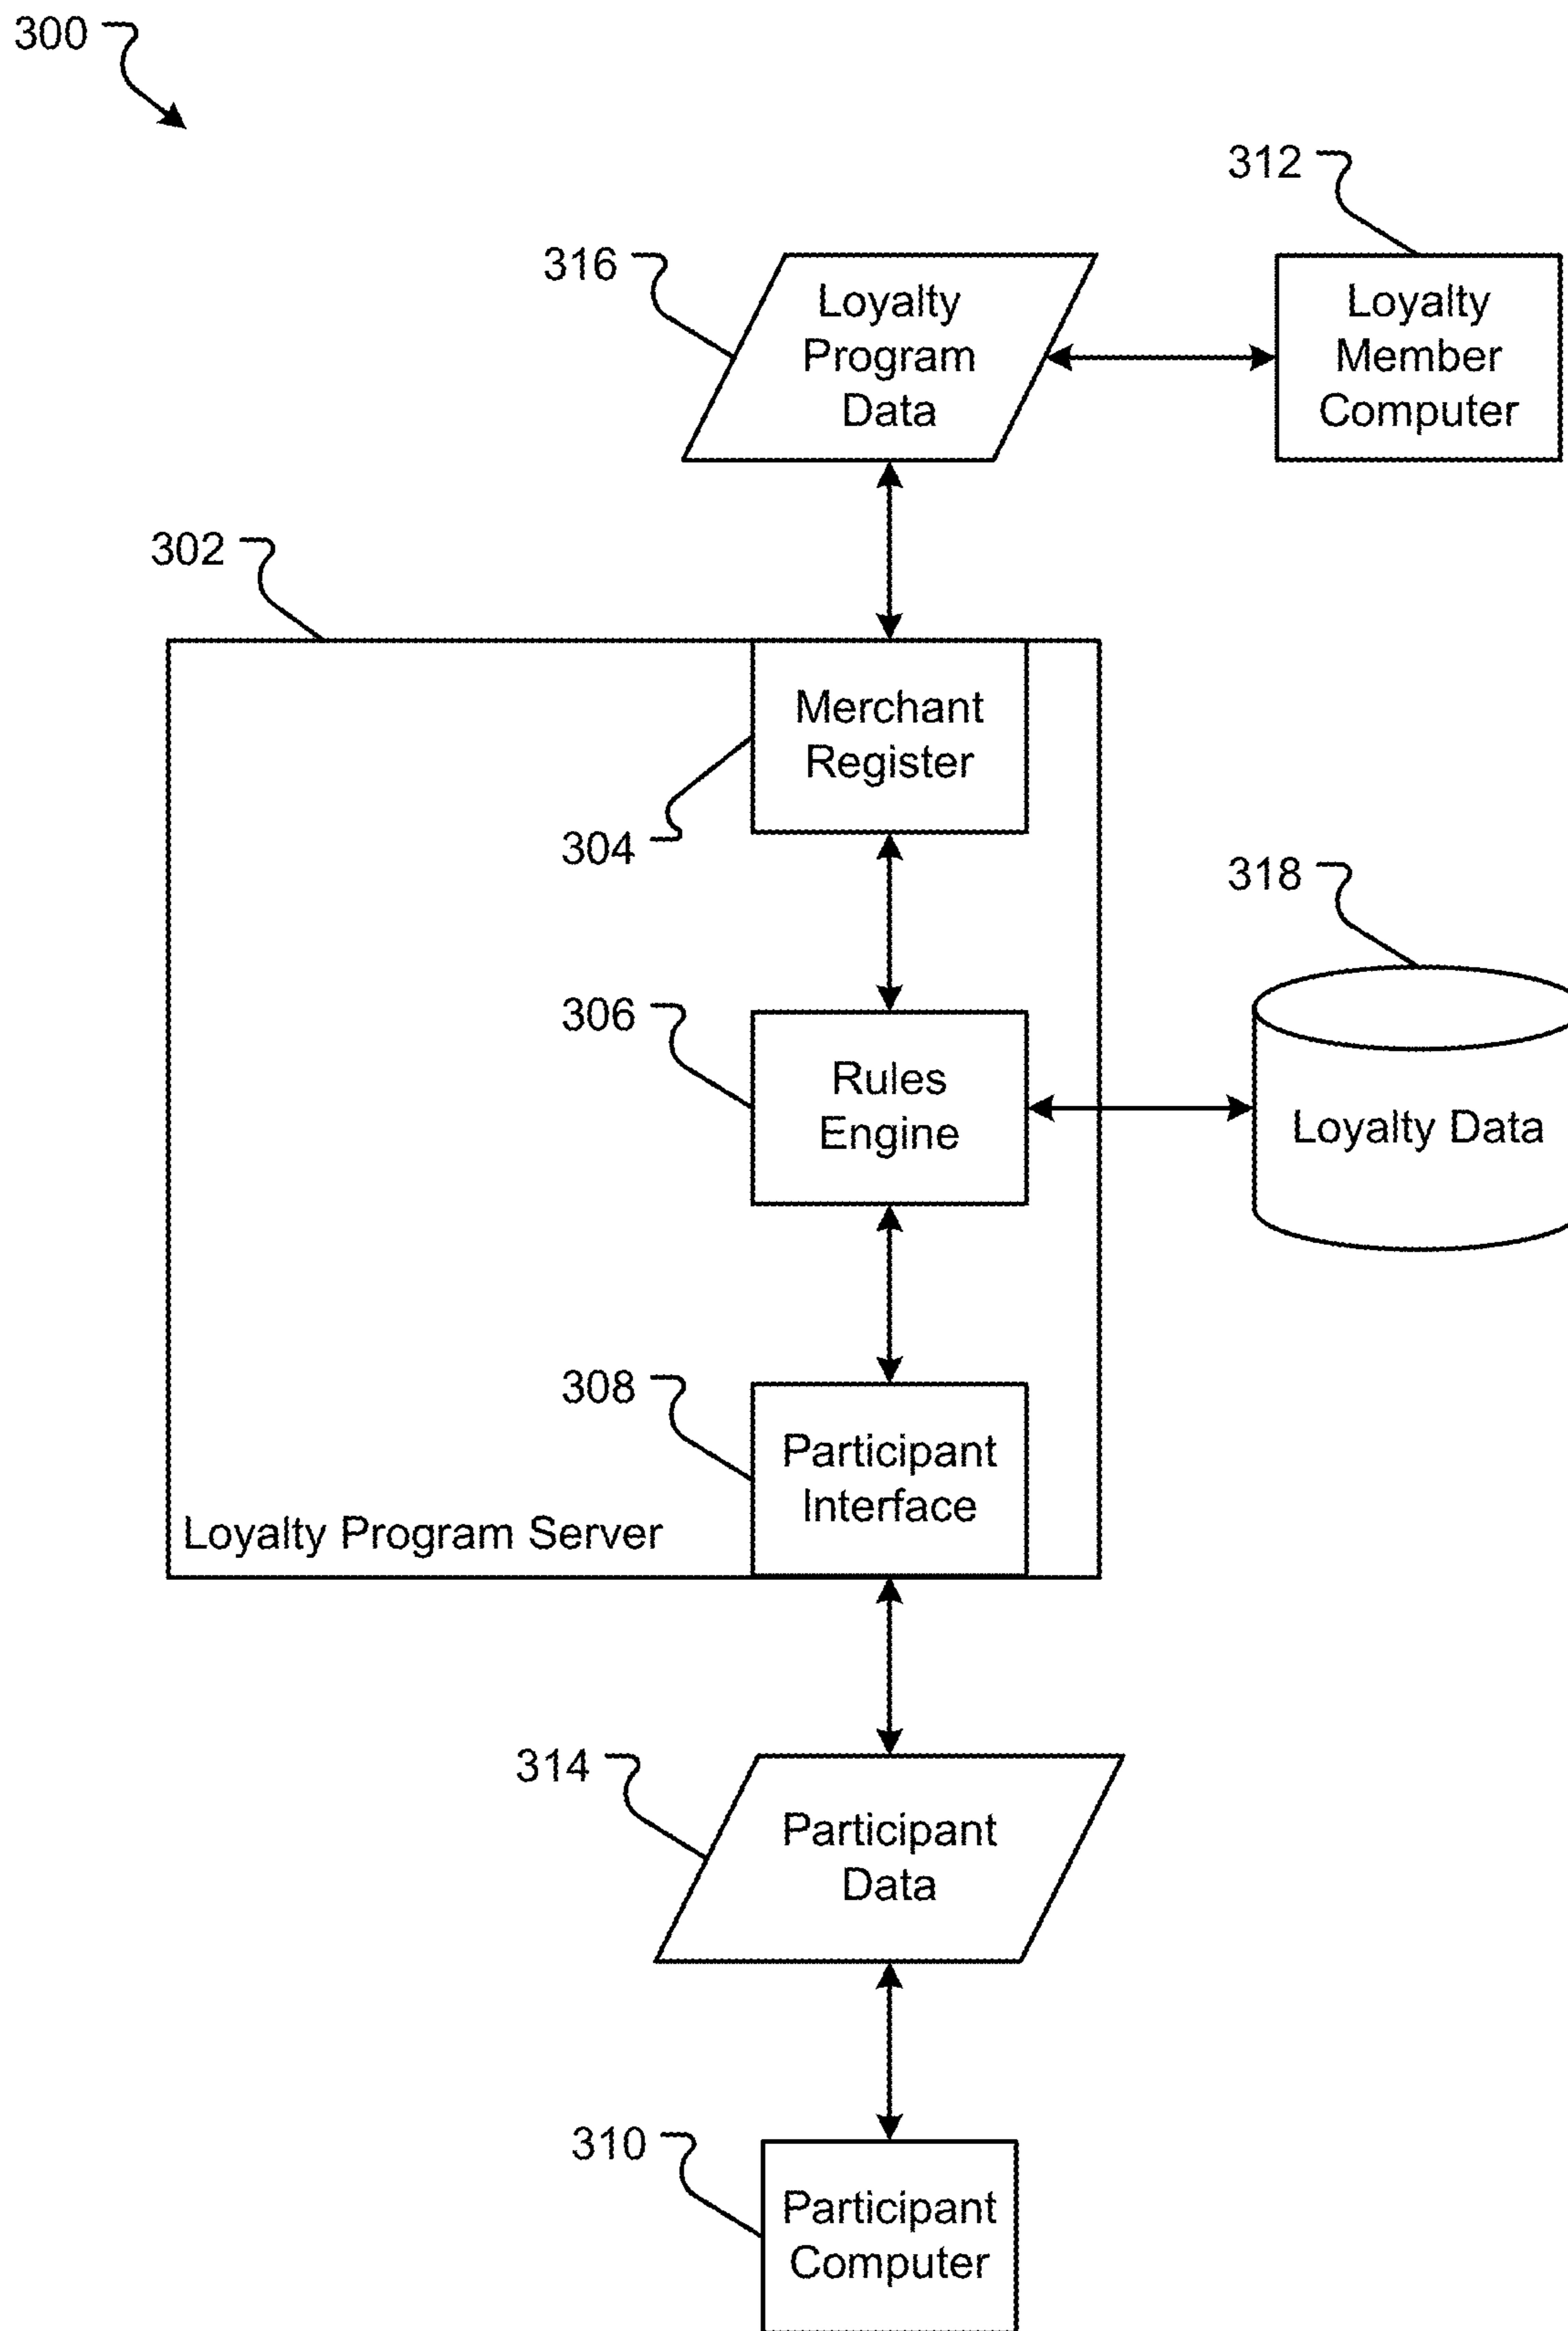 300
312
316
Loyalty
Program
Data
Loyalty
Member
Computer
302
Merchant
Register
304
318
306
Rules
Engine
Loyalty Data
308
Participant
Interface
Loyalty Program Server
314
Participant
Data
310
Participant
Computer